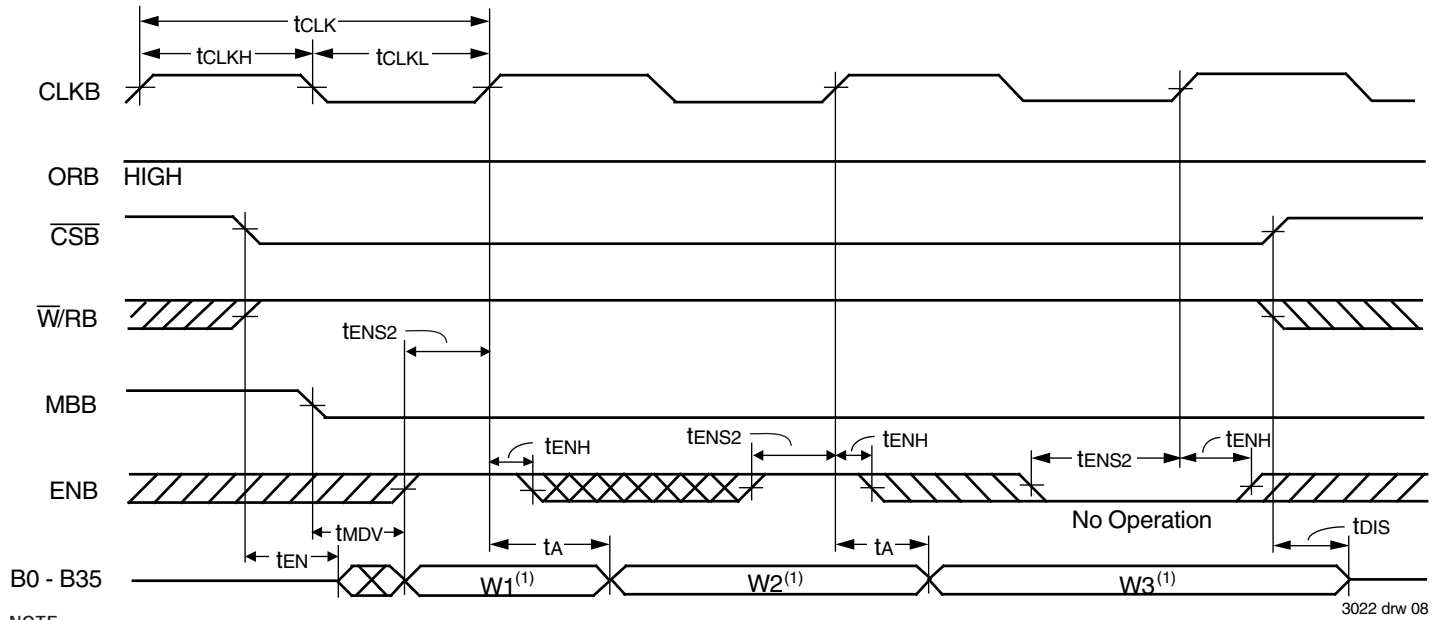 tCLK
tCLKH
tCLKL
CLKB
ORB HIGH
CSB
W/RB
tENS2
MBB
tENH
tENS2
tENH
tENS2
tENH
ENB
No Operation
tMDV
tEN
tA
tA
tDIS
B0 - B35
W1(1)
W2(1)
W3(1)
3022 drw 08